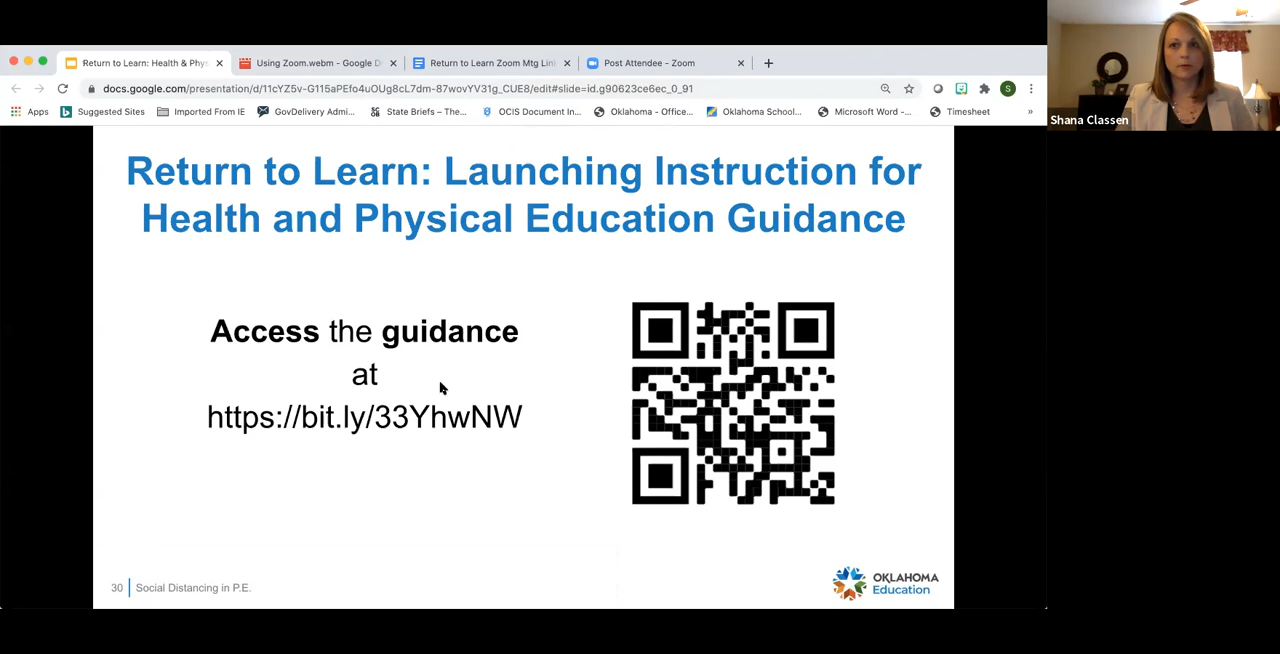 Return to Learn: Health & Phys
Using Zoom.webm - Google D
Return to Learn Zoom Mtg Link
Post Attendee - Zoom
docs.google.com/presentation/d/11cYZ5v-G115aPEfo4uOUg8cL7dm-87wovYV31g_CUE8/edit#slide=id.g90623ce6ec_0_91
S
Apps
Suggested Sites
Imported From IE
GovDelivery Admi...
State Briefs – The...
OCIS Document In...
Oklahoma - Office...
Oklahoma School...
Microsoft Word -...
Timesheet
»
Shana Classen
Return to Learn: Launching Instruction for
Health and Physical Education Guidance
Access the guidance
at
https://bit.ly/33YhwNW
30
Social Distancing in P.E.
OKLAHOMA
Education